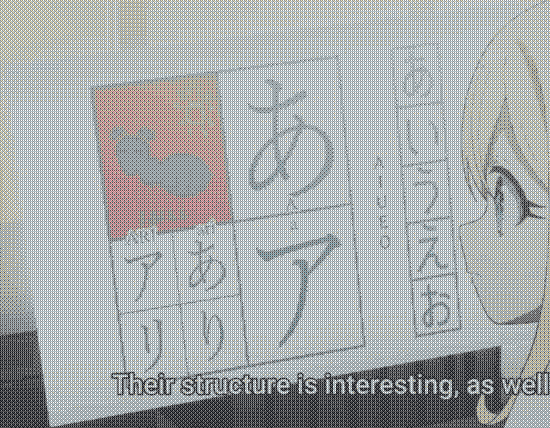 あ
A
a
ア
ARI
ari
アリ
あり
A I U E O
あ
い
う
え
お
Their structure is interesting, as well